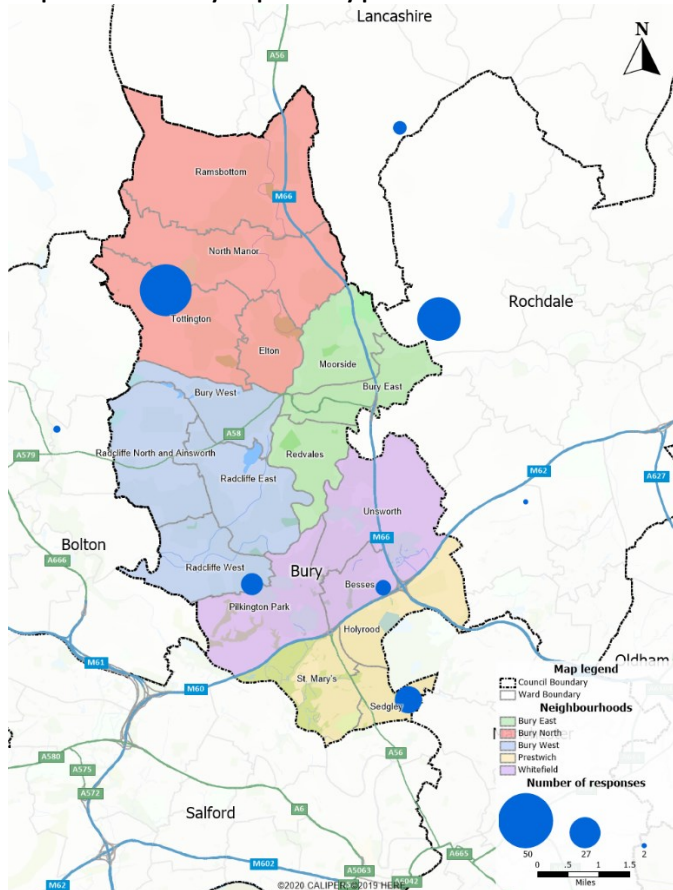 Lancashire
A56
N
Ramsbottom
M66
North Manor
Rochdale
Tottington
Elton
Moorside
Bury East
Bury West
A58
A579
Radcliffe North and Ainsworth
Radcliffe East
Redvales
M62
A627
Unsworth
A666
Bolton
M66
Radcliffe West
Bury
Besses
Pilkington Park
Holyrood
M61
M60
St. Mary's
Sedgley
Oldham
Map legend
Council Boundary
Ward Boundary
Neighbourhoods
Bury East
Bury North
Bury West
Prestwich
Whitefield
Number of responses
50
27
2
0 .5 1 1.5
Miles
A56
A580
A575
A572
A6
Salford
M602
M62
A5063
A6042
A665
©2020 CALIPER; ©2019 HERE